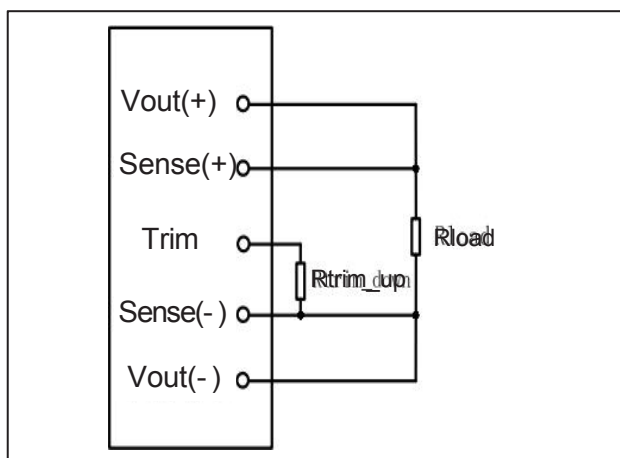 Vout(+)
Sense(+)
Trim
Rload
Rtrim_up
Sense(-)
Vout(-)